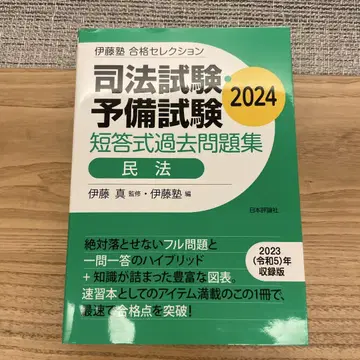 伊藤塾 合格セレクション
司法試験・
予備試験
2024
短答式過去問題集
民法
伊藤 真 監修・伊藤塾 編
日本評論社
絶対落とせないフル問題と
一問一答のハイブリッド
+知識が詰まった豊富な図表。
速習本としてのアイテム満載のこの1冊で、
最速で合格点を突破!
2023
(令和5)年
収録版